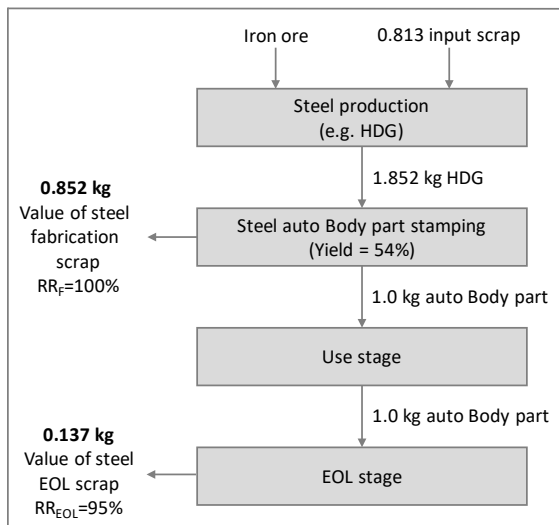 Iron ore
0.813 input scrap
Steel production
(e.g. HDG)
1.852 kg HDG
0.852 kg
Value of steel
fabrication
scrap
RR_F=100%
Steel auto Body part stamping
(Yield = 54%)
1.0 kg auto Body part
Use stage
1.0 kg auto Body part
0.137 kg
Value of steel
EOL scrap
RR_EOL=95%
EOL stage